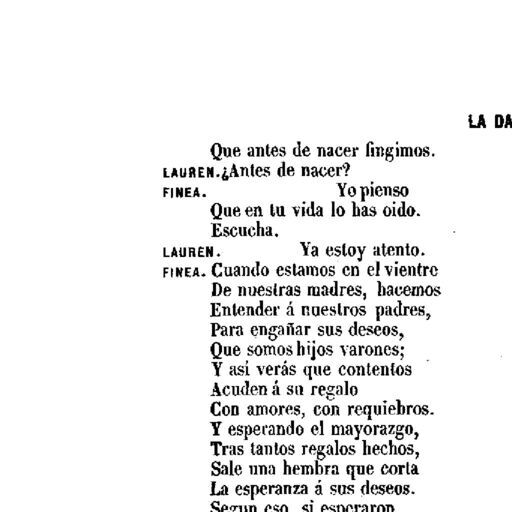 LA DA
Que antes de nacer fingimos.
LAUREN. ¿Antes de nacer?
FINEA. Yo pienso
Que en tu vida lo has oido.
Escucha.
LAUREN. Ya estoy atento.
FINEA. Cuando estamos en el vientre
De nuestras madres, hacemos
Entender á nuestros padres,
Para engañar sus deseos,
Que somos hijos varones;
Y así verás que contentos
Acuden á su regalo
Con amores, con requiebros.
Y esperando el mayorazgo,
Tras tantos regalos hechos,
Sale una hembra que corta
La esperanza á sus deseos.
Segun eso, si esperaron